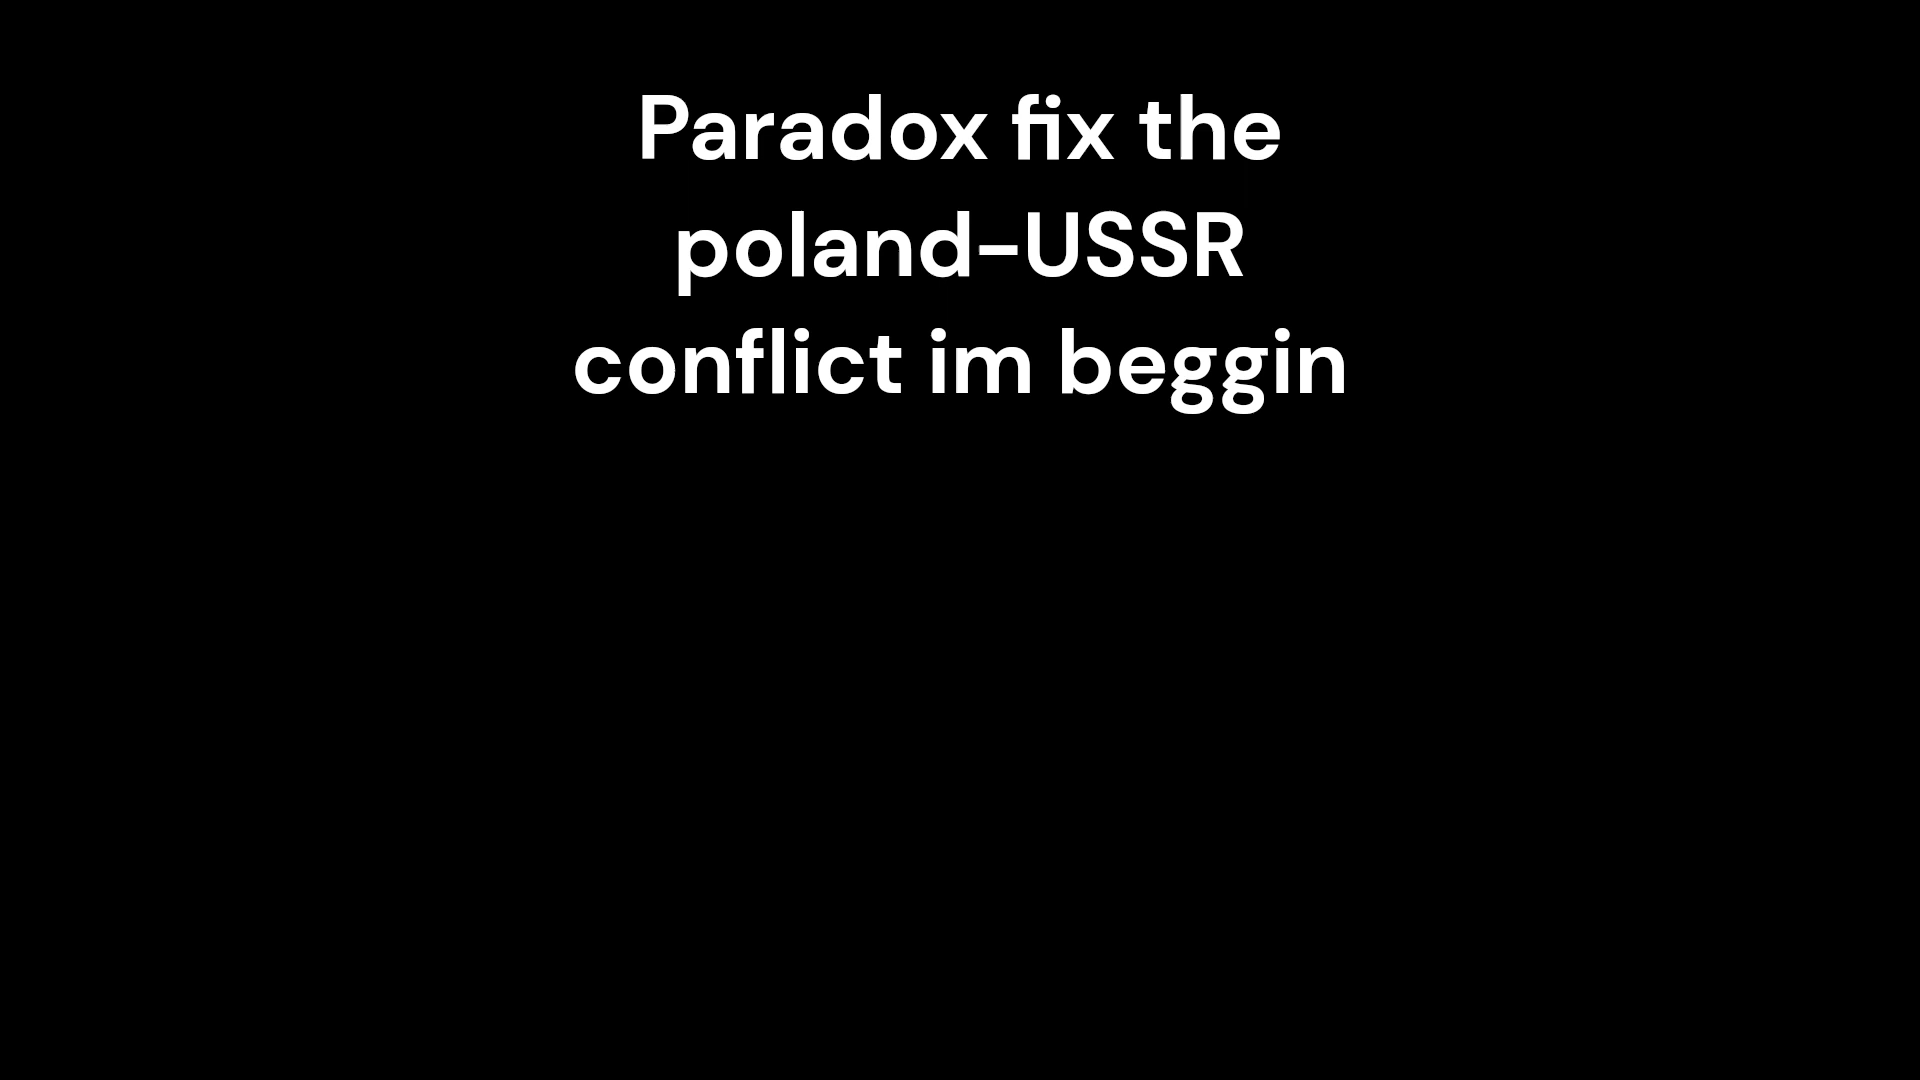 Paradox fix the
poland-USSR
conflict im beggin